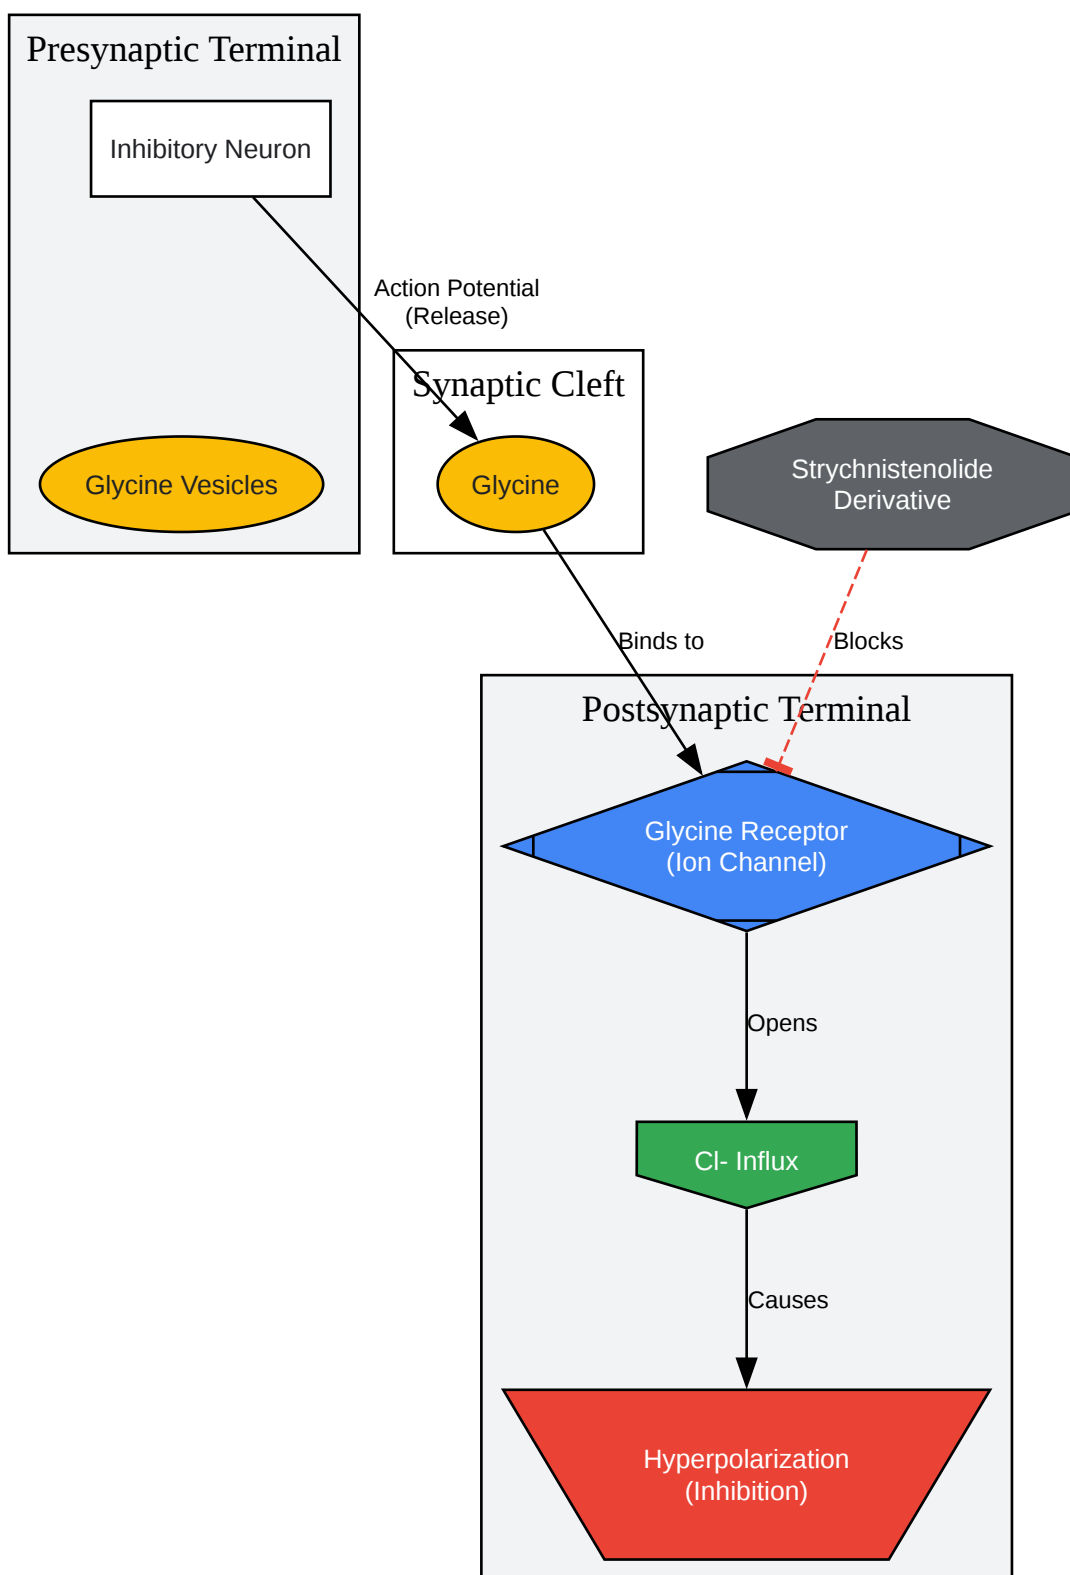 Presynaptic Terminal
Inhibitory Neuron
Action Potential
(Release)
Synaptic Cleft
Glycine Vesicles
Glycine
Strychnistenolide
Derivative
Binds to
Blocks
Postsynaptic Terminal
Glycine Receptor
(Ion Channel)
Opens
Cl- Influx
Causes
Hyperpolarization
(Inhibition)